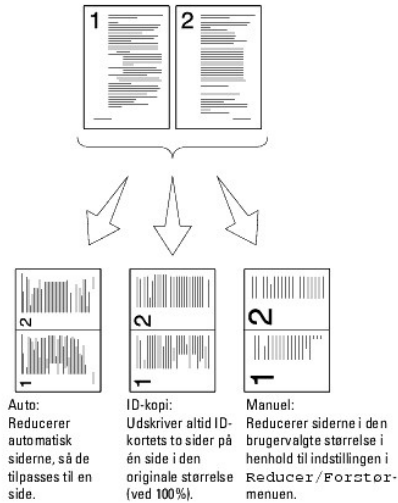 1 2
2 2 2
1 1 1
Auto:
Reducerer
automatisk
siderne, så de
tilpasses til en
side.
ID-kopi:
Udskriver altid ID-
kortets to sider på
én side i den
originale størrelse
(ved 100%).
Manuel:
Reducerer siderne i den
brugervalgte størrelse i
henhold til indstillingen i
Reducer/Forstør-
menuen.